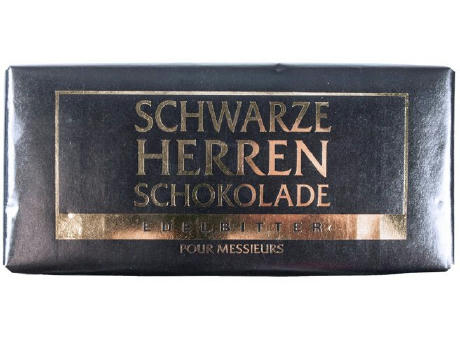 SCHWARZE
HERREN
SCHOKOLADE
EDELBITTER
POUR MESSIEURS